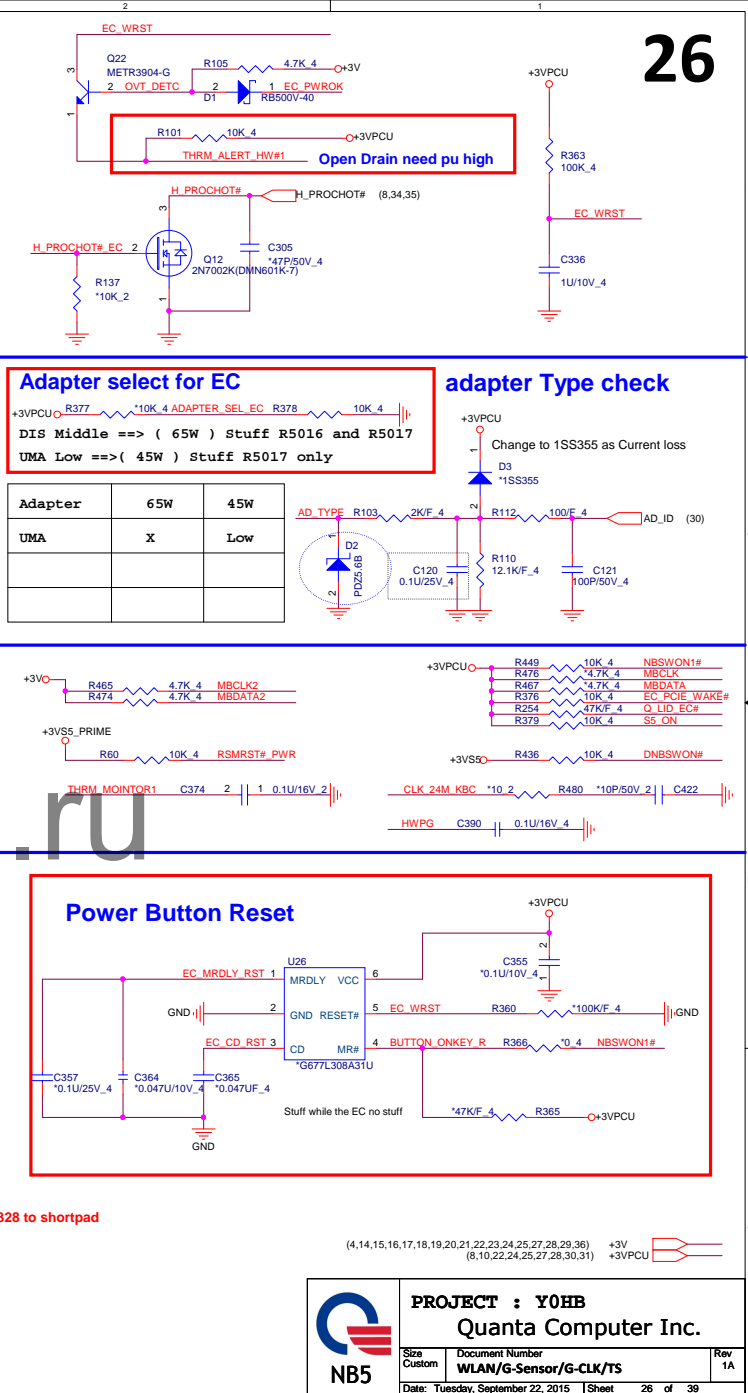 2 1
EC_WRST
26
Q22
METR3904-G
R105 4.7K_4 +3V
+3VPCU
3
2 OVT_DETC 2 1 EC_PWROK
D1 RB500V-40
1
R101 10K_4 +3VPCU
THRM_ALERT_HW#1 Open Drain need pu high
R363
100K_4
H_PROCHOT# H_PROCHOT# (8,34,35)
3
EC_WRST
H_PROCHOT#_EC 2
C305
*47P/50V_4
Q12
2N7002K(DMN601K-7)
C336
1U/10V_4
R137
*10K_2
1
Adapter select for EC
adapter Type check
+3VPCU R377 *10K_4 ADAPTER_SEL_EC R378 10K_4
+3VPCU
DIS Middle ==> ( 65W ) Stuff R5016 and R5017
UMA Low ==>( 45W ) Stuff R5017 only
1 Change to 1SS355 as Current loss
D3
*1SS355
2
Adapter 65W 45W
UMA X Low
AD_TYPE R103 2K/F_4 R112 100/F_4 AD_ID (30)
1
D2
PDZ5.6B
2
C120
0.1U/25V_4
R110
12.1K/F_4
C121
100P/50V_4
+3V
R465 4.7K_4 MBCLK2
R474 4.7K_4 MBDATA2
+3VPCU
R449 10K_4 NBSWON1#
R476 *4.7K_4 MBCLK
R467 *4.7K_4 MBDATA
R376 10K_4 EC_PCIE_WAKE#
R254 47K/F_4 Q_LID_EC#
R379 10K_4 S5_ON
+3VS5_PRIME
R60 10K_4 RSMRST#_PWR
+3VS5 R436 10K_4 DNBSWON#
THRM_MOINTOR1 C374 2 1 0.1U/16V_2
CLK_24M_KBC *10_2 R480 *10P/50V_2 C422
HWPG C390 0.1U/16V_4
.ru
Power Button Reset
+3VPCU
U26
C355
*0.1U/10V_4
2
1
EC_MRDLY_RST 1 MRDLY VCC 6
GND 2 GND RESET# 5 EC_WRST R360 *100K/F_4 GND
EC_CD_RST 3 CD MR# 4 BUTTON_ONKEY_R R366 *0_4 NBSWON1#
*G677L308A31U
C357
*0.1U/25V_4
C364
*0.047U/10V_4
C365
*0.047UF_4
Stuff while the EC no stuff
*47K/F_4 R365 +3VPCU
GND
328 to shortpad
(4,14,15,16,17,18,19,20,21,22,23,24,25,27,28,29,36) +3V
(8,10,22,24,25,27,28,30,31) +3VPCU
NB5
PROJECT : Y0HB
Quanta Computer Inc.
Size Document Number Rev
Custom WLAN/G-Sensor/G-CLK/TS 1A
Date: Tuesday, September 22, 2015 Sheet 26 of 39